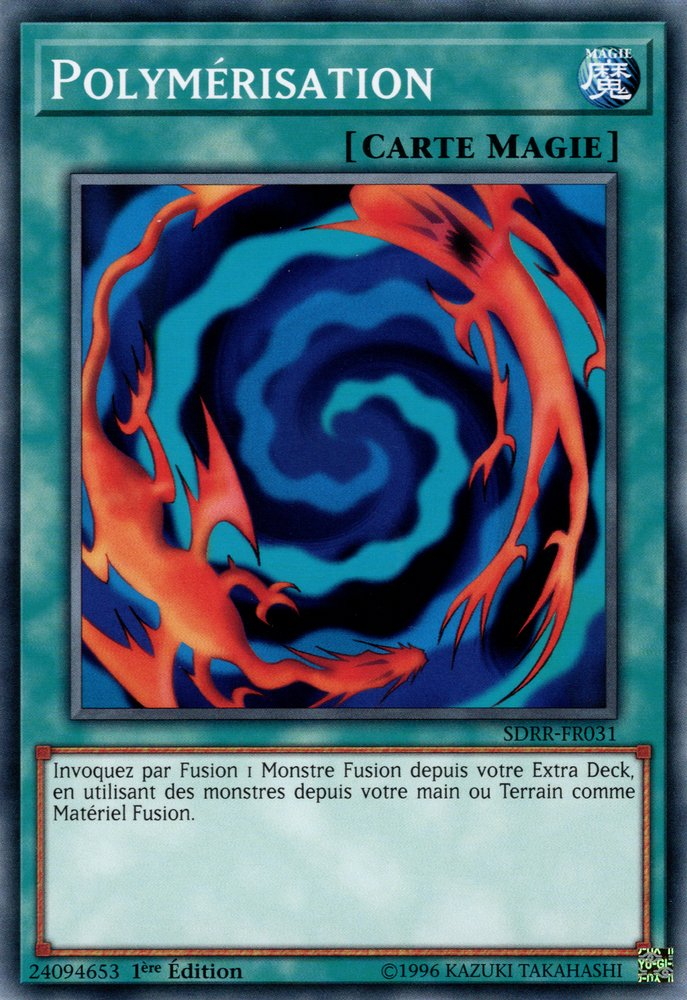 POLYMÉRISATION
MAGIE
魔
[CARTE MAGIE]
SDRR-FR031
Invoquez par Fusion 1 Monstre Fusion depuis votre Extra Deck,
en utilisant des monstres depuis votre main ou Terrain comme
Matériel Fusion.
24094653 1ère Édition
©1996 KAZUKI TAKAHASHI